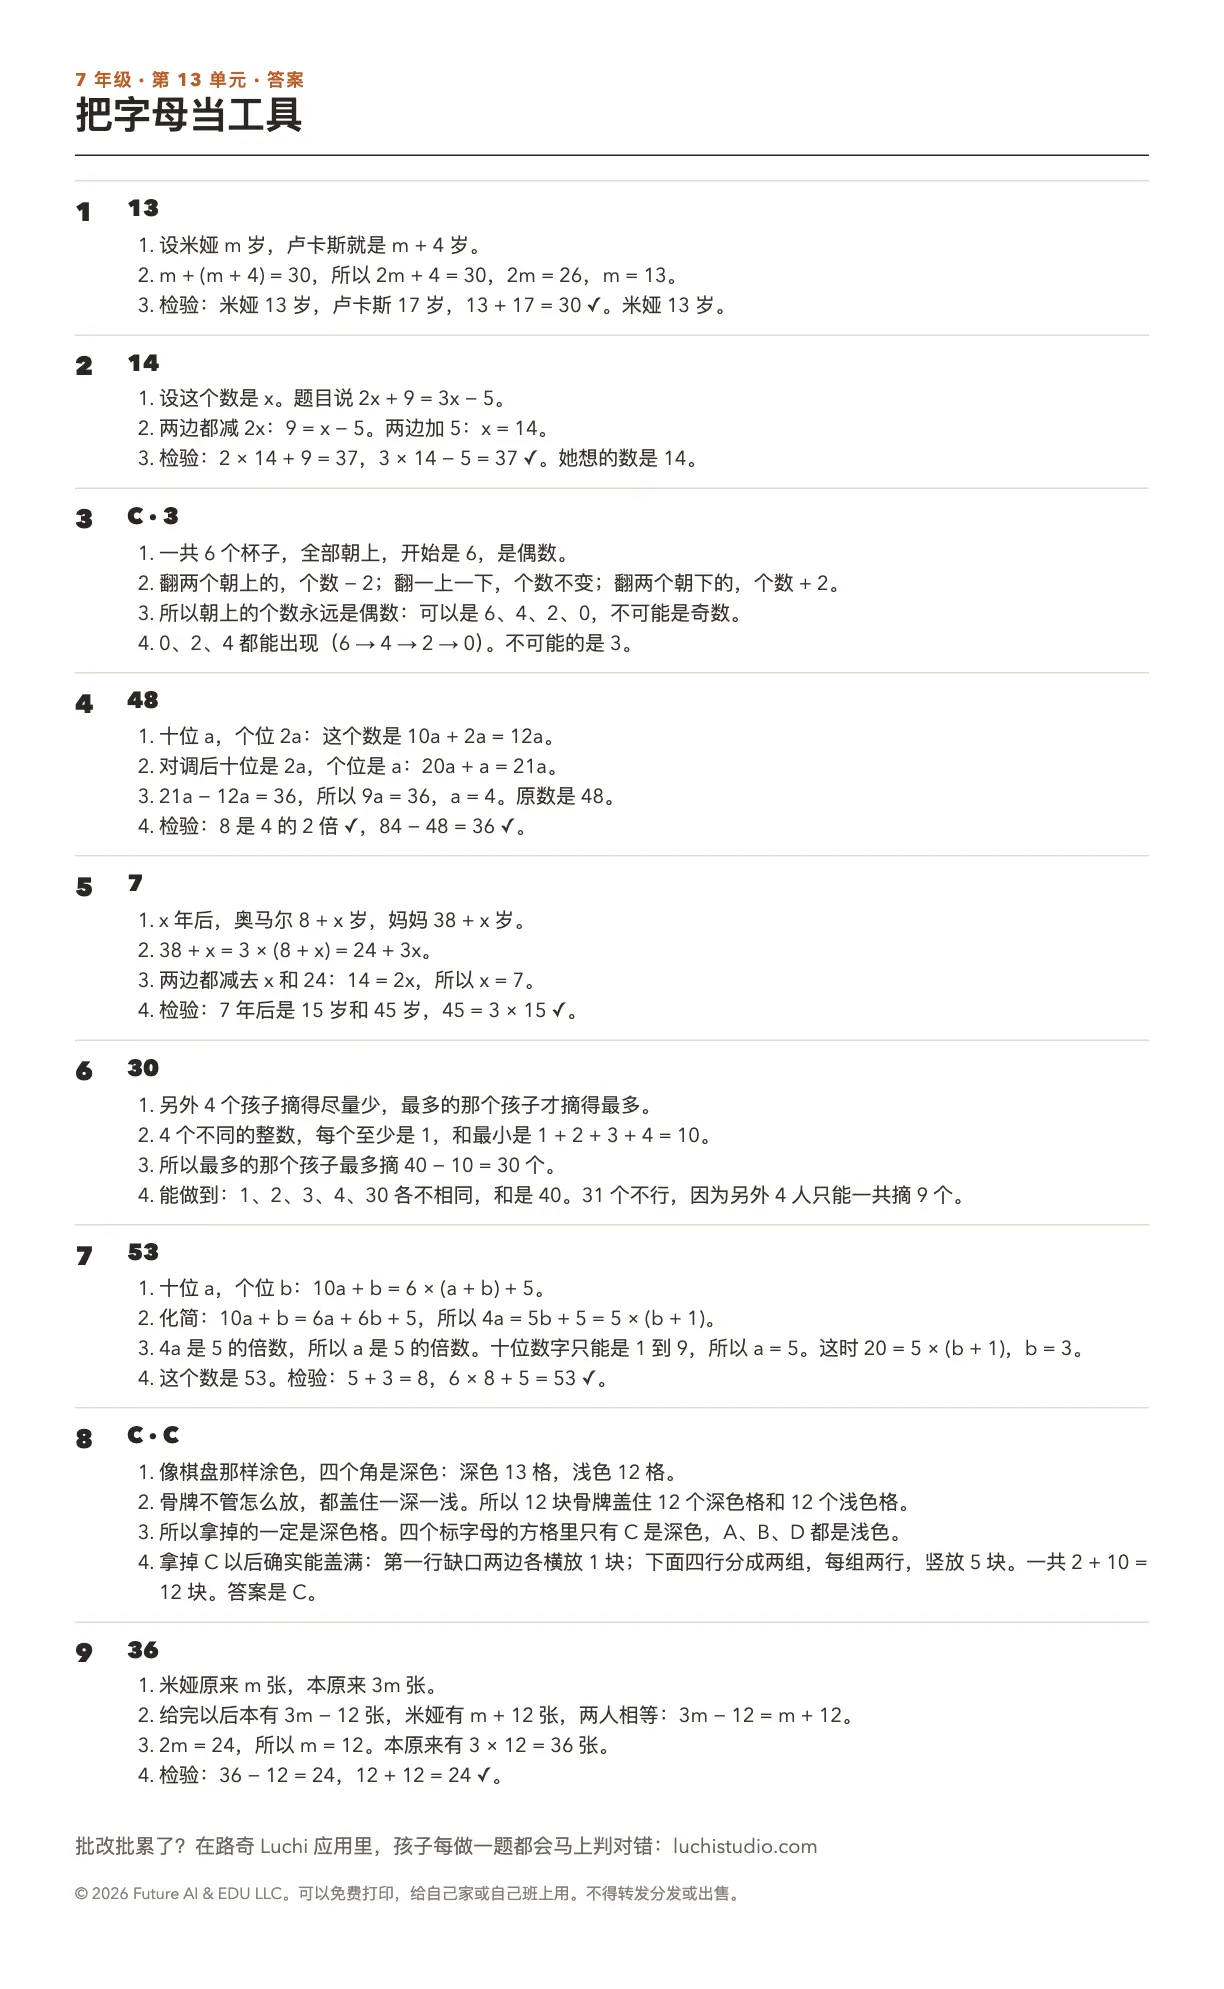 7 年级 · 第 13 单元 · 答案
把字母当工具
1 13
1. 设米娅 m 岁，卢卡斯就是 m + 4 岁。
2. m + (m + 4) = 30，所以 2m + 4 = 30，2m = 26，m = 13。
3. 检验：米娅 13 岁，卢卡斯 17 岁，13 + 17 = 30 ✓。米娅 13 岁。
2 14
1. 设这个数是 x。题目说 2x + 9 = 3x − 5。
2. 两边都减 2x：9 = x − 5。两边加 5：x = 14。
3. 检验：2 × 14 + 9 = 37，3 × 14 − 5 = 37 ✓。她想的数是 14。
3 C · 3
1. 一共 6 个杯子，全部朝上，开始是 6，是偶数。
2. 翻两个朝上的，个数 − 2；翻一上一下，个数不变；翻两个朝下的，个数 + 2。
3. 所以朝上的个数永远是偶数：可以是 6、4、2、0，不可能是奇数。
4. 0、2、4 都能出现（6 → 4 → 2 → 0）。不可能的是 3。
4 48
1. 十位 a，个位 2a：这个数是 10a + 2a = 12a。
2. 对调后十位是 2a，个位是 a：20a + a = 21a。
3. 21a − 12a = 36，所以 9a = 36，a = 4。原数是 48。
4. 检验：8 是 4 的 2 倍 ✓，84 − 48 = 36 ✓。
5 7
1. x 年后，奥马尔 8 + x 岁，妈妈 38 + x 岁。
2. 38 + x = 3 × (8 + x) = 24 + 3x。
3. 两边都减去 x 和 24：14 = 2x，所以 x = 7。
4. 检验：7 年后是 15 岁和 45 岁，45 = 3 × 15 ✓。
6 30
1. 另外 4 个孩子摘得尽量少，最多的那个孩子才摘得最多。
2. 4 个不同的整数，每个至少是 1，和最小是 1 + 2 + 3 + 4 = 10。
3. 所以最多的那个孩子最多摘 40 − 10 = 30 个。
4. 能做到：1、2、3、4、30 各不相同，和是 40。31 个不行，因为另外 4 人只能一共摘 9 个。
7 53
1. 十位 a，个位 b：10a + b = 6 × (a + b) + 5。
2. 化简：10a + b = 6a + 6b + 5，所以 4a = 5b + 5 = 5 × (b + 1)。
3. 4a 是 5 的倍数，所以 a 是 5 的倍数。十位数字只能是 1 到 9，所以 a = 5。这时 20 = 5 × (b + 1)，b = 3。
4. 这个数是 53。检验：5 + 3 = 8，6 × 8 + 5 = 53 ✓。
8 C · C
1. 像棋盘那样涂色，四个角是深色：深色 13 格，浅色 12 格。
2. 骨牌不管怎么放，都盖住一深一浅。所以 12 块骨牌盖住 12 个深色格和 12 个浅色格。
3. 所以拿掉的一定是深色格。四个标字母的方格里只有 C 是深色，A、B、D 都是浅色。
4. 拿掉 C 以后确实能盖满：第一行缺口两边各横放 1 块；下面四行分成两组，每组两行，竖放 5 块。一共 2 + 10 =
12 块。答案是 C。
9 36
1. 米娅原来 m 张，本原来 3m 张。
2. 给完以后本有 3m − 12 张，米娅有 m + 12 张，两人相等：3m − 12 = m + 12。
3. 2m = 24，所以 m = 12。本原来有 3 × 12 = 36 张。
4. 检验：36 − 12 = 24，12 + 12 = 24 ✓。
批改批累了？在路奇 Luchi 应用里，孩子每做一题都会马上判对错：luchistudio.com
© 2026 Future AI & EDU LLC。可以免费打印，给自己家或自己班上用。不得转发分发或出售。